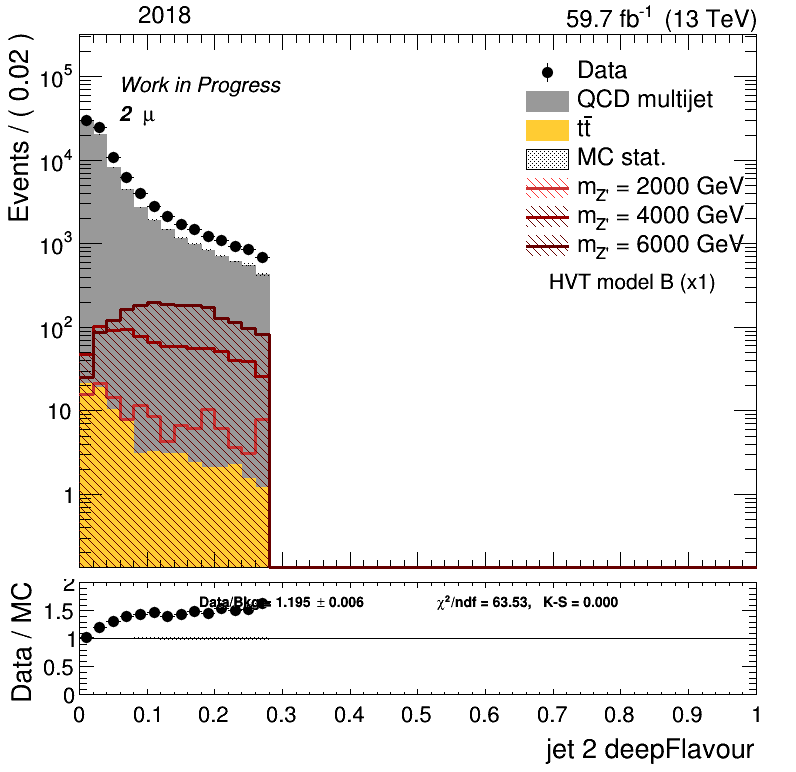 2018 59.7 fb⁻¹ (13 TeV)
Events / ( 0.02 )
10⁵
10⁴
10³
10²
10
1
Work in Progress
2 μ
Data
QCD multijet
tt̄
MC stat.
m_Z' = 2000 GeV
m_Z' = 4000 GeV
m_Z' = 6000 GeV
HVT model B (x1)
Data / MC
2
1.5
1
0.5
0
Data/Bkg = 1.195 ± 0.006 χ²/ndf = 63.53, K-S = 0.000
0 0.1 0.2 0.3 0.4 0.5 0.6 0.7 0.8 0.9 1
jet 2 deepFlavour